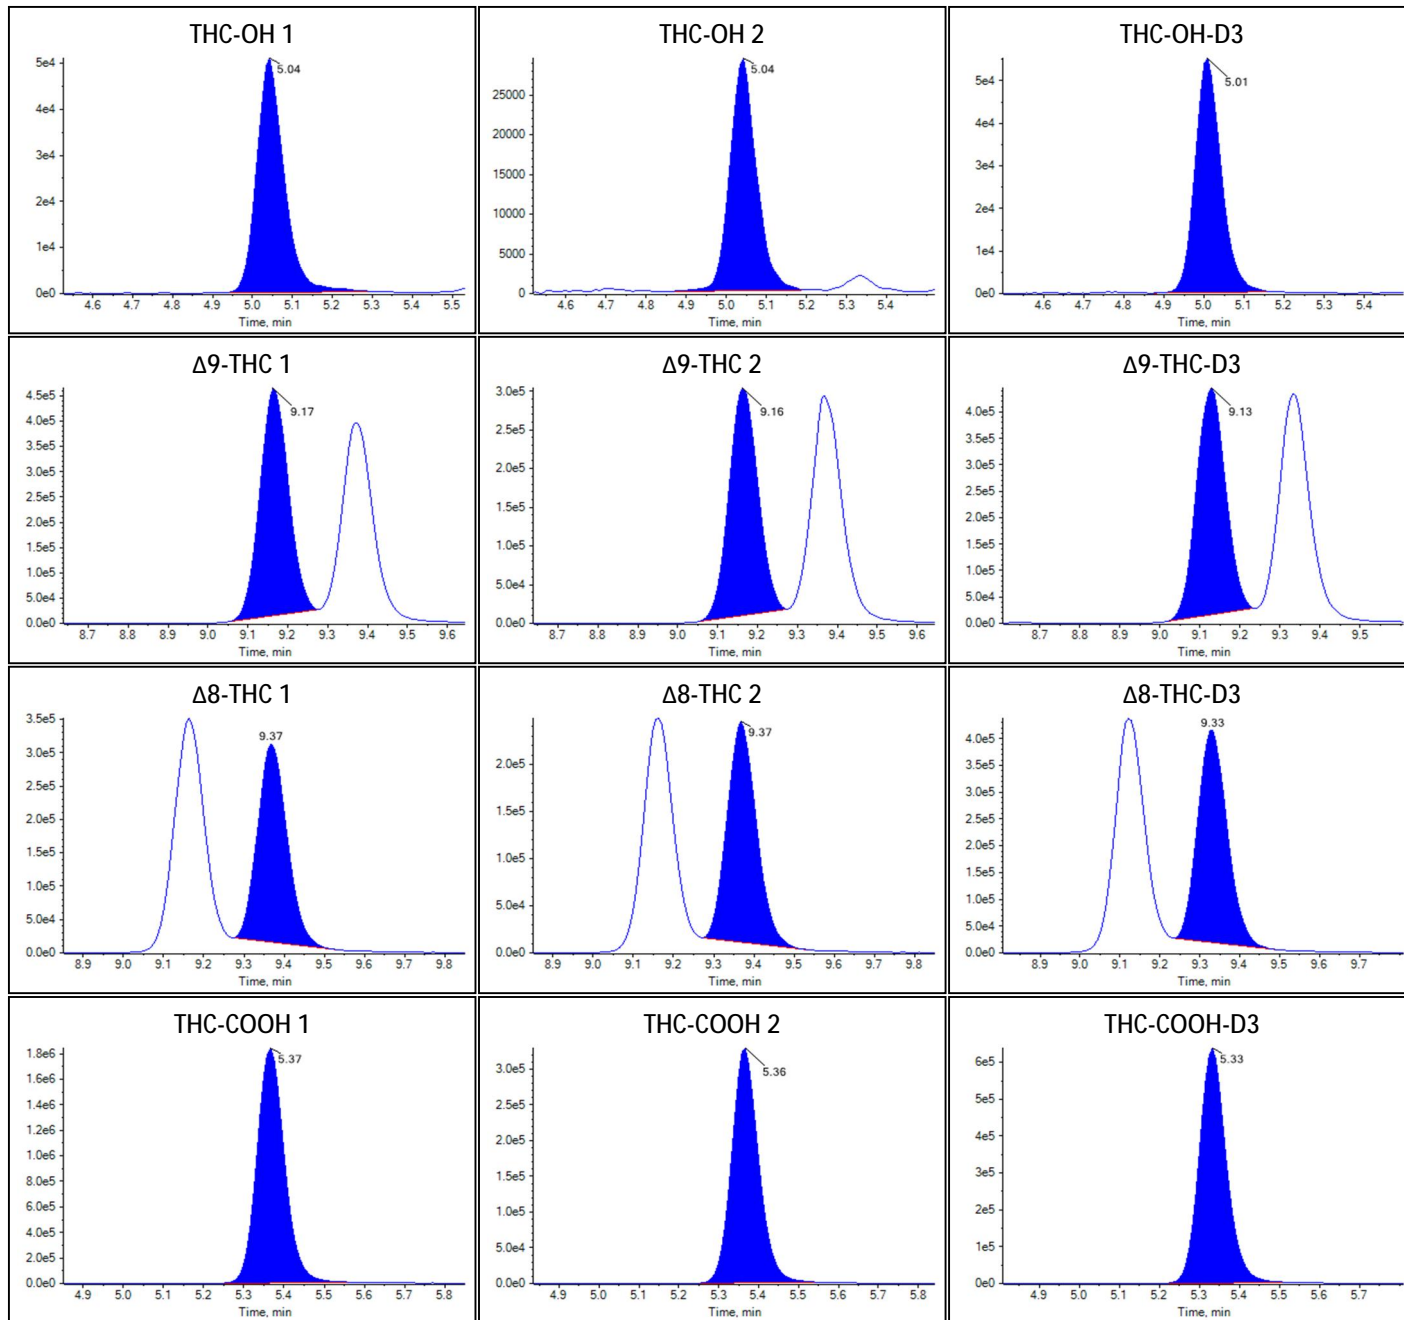 THC-OH 1
5e4
4e4
3e4
2e4
1e4
0e0
5.04
4.6 4.7 4.8 4.9 5.0 5.1 5.2 5.3 5.4 5.5
Time, min
THC-OH 2
25000
20000
15000
10000
5000
0
5.04
4.6 4.7 4.8 4.9 5.0 5.1 5.2 5.3 5.4
Time, min
THC-OH-D3
5e4
4e4
3e4
2e4
1e4
0e0
5.01
4.6 4.7 4.8 4.9 5.0 5.1 5.2 5.3 5.4
Time, min
Δ9-THC 1
4.5e5
4.0e5
3.5e5
3.0e5
2.5e5
2.0e5
1.5e5
1.0e5
5.0e4
0.0e0
9.17
8.7 8.8 8.9 9.0 9.1 9.2 9.3 9.4 9.5 9.6
Time, min
Δ9-THC 2
3.0e5
2.5e5
2.0e5
1.5e5
1.0e5
5.0e4
0.0e0
9.16
8.7 8.8 8.9 9.0 9.1 9.2 9.3 9.4 9.5 9.6
Time, min
Δ9-THC-D3
4.0e5
3.5e5
3.0e5
2.5e5
2.0e5
1.5e5
1.0e5
5.0e4
0.0e0
9.13
8.7 8.8 8.9 9.0 9.1 9.2 9.3 9.4 9.5
Time, min
Δ8-THC 1
3.5e5
3.0e5
2.5e5
2.0e5
1.5e5
1.0e5
5.0e4
0.0e0
9.37
8.9 9.0 9.1 9.2 9.3 9.4 9.5 9.6 9.7 9.8
Time, min
Δ8-THC 2
2.0e5
1.5e5
1.0e5
5.0e4
0.0e0
9.37
8.9 9.0 9.1 9.2 9.3 9.4 9.5 9.6 9.7 9.8
Time, min
Δ8-THC-D3
4.0e5
3.5e5
3.0e5
2.5e5
2.0e5
1.5e5
1.0e5
5.0e4
0.0e0
9.33
8.9 9.0 9.1 9.2 9.3 9.4 9.5 9.6 9.7
Time, min
THC-COOH 1
1.8e6
1.6e6
1.4e6
1.2e6
1.0e6
8.0e5
6.0e5
4.0e5
2.0e5
0.0e0
5.37
4.9 5.0 5.1 5.2 5.3 5.4 5.5 5.6 5.7 5.8
Time, min
THC-COOH 2
3.0e5
2.5e5
2.0e5
1.5e5
1.0e5
5.0e4
0.0e0
5.36
4.9 5.0 5.1 5.2 5.3 5.4 5.5 5.6 5.7 5.8
Time, min
THC-COOH-D3
6e5
5e5
4e5
3e5
2e5
1e5
0e0
5.33
4.9 5.0 5.1 5.2 5.3 5.4 5.5 5.6 5.7
Time, min